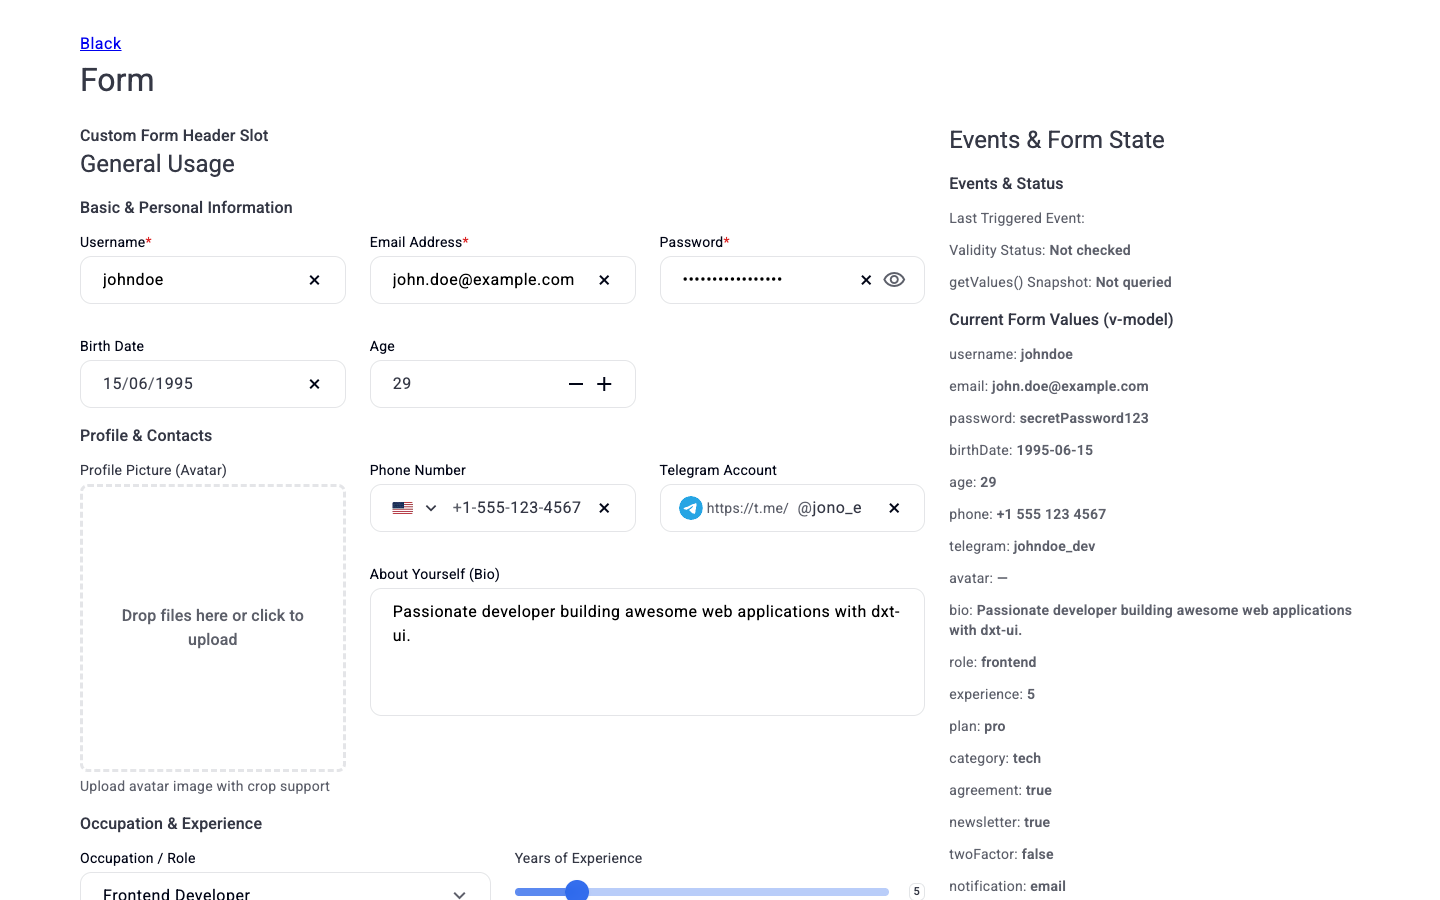 Black
Form
Custom Form Header Slot
General Usage
Basic & Personal Information
Username*
Email Address*
Password*
johndoe
john.doe@example.com
•••••••••••••••••
Birth Date
Age
15/06/1995
29
Profile & Contacts
Profile Picture (Avatar)
Phone Number
Telegram Account
+1-555-123-4567
https://t.me/ @jono_e
Drop files here or click to
upload
About Yourself (Bio)
Passionate developer building awesome web applications with dxt-
ui.
Upload avatar image with crop support
Occupation & Experience
Occupation / Role
Years of Experience
Frontend Developer
5
Events & Form State
Events & Status
Last Triggered Event:
Validity Status: Not checked
getValues() Snapshot: Not queried
Current Form Values (v-model)
username: johndoe
email: john.doe@example.com
password: secretPassword123
birthDate: 1995-06-15
age: 29
phone: +1 555 123 4567
telegram: johndoe_dev
avatar: —
bio: Passionate developer building awesome web applications
with dxt-ui.
role: frontend
experience: 5
plan: pro
category: tech
agreement: true
newsletter: true
twoFactor: false
notification: email